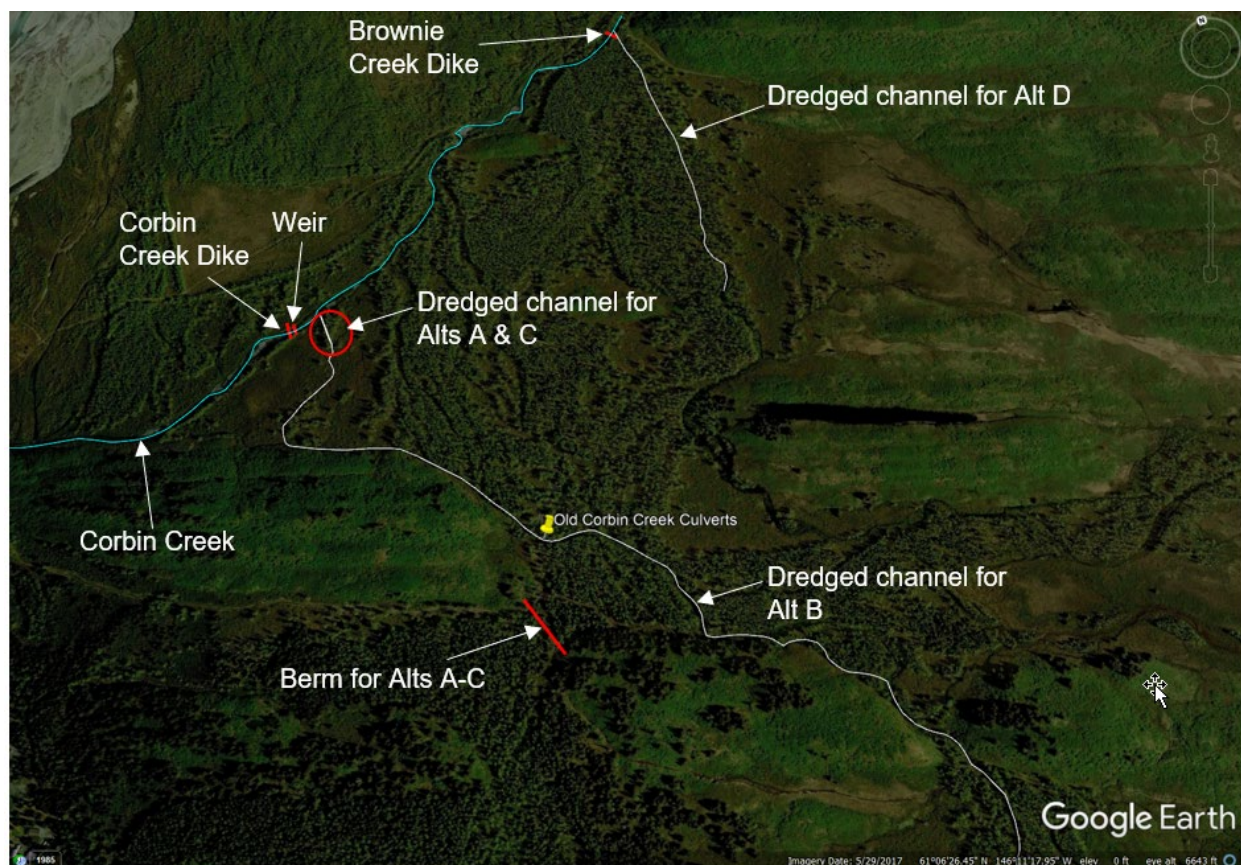 Brownie
Creek Dike
Dredged channel for Alt D
Corbin
Creek Dike
Weir
Dredged channel for
Alts A & C
Old Corbin Creek Culverts
Corbin Creek
Dredged channel for
Alt B
Berm for Alts A-C
Google Earth
1985
Imagery Date: 5/29/2017 61°06'26.45" N 146°11'17.95" W elev 0 ft eye alt 6643 ft
N